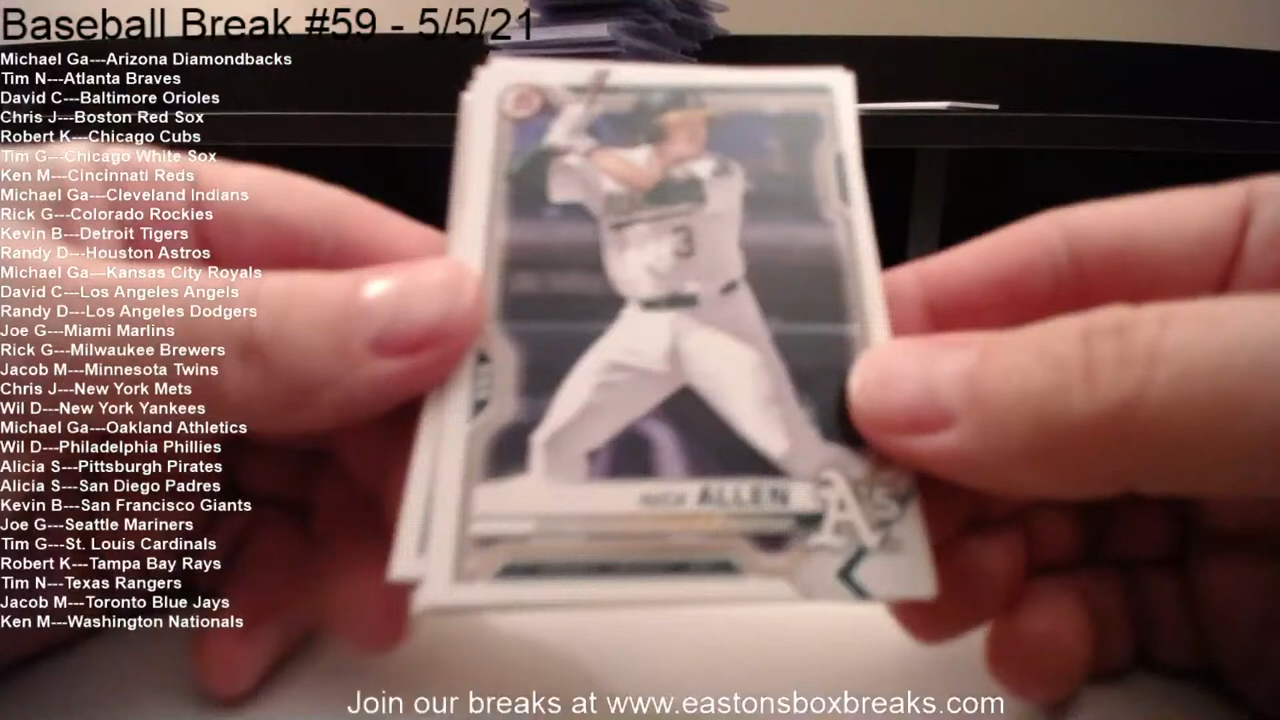 Baseball Break #59 - 5/5/21
Michael Ga---Arizona Diamondbacks
Tim N---Atlanta Braves
David C---Baltimore Orioles
Chris J---Boston Red Sox
Robert K---Chicago Cubs
Tim G---Chicago White Sox
Ken M---Cincinnati Reds
Michael Ga---Cleveland Indians
Rick G---Colorado Rockies
Kevin B---Detroit Tigers
Randy D---Houston Astros
Michael Ga---Kansas City Royals
David C---Los Angeles Angels
Randy D---Los Angeles Dodgers
Joe G---Miami Marlins
Rick G---Milwaukee Brewers
Jacob M---Minnesota Twins
Chris J---New York Mets
Wil D---New York Yankees
Michael Ga---Oakland Athletics
Wil D---Philadelphia Phillies
Alicia S---Pittsburgh Pirates
Alicia S---San Diego Padres
Kevin B---San Francisco Giants
Joe G---Seattle Mariners
Tim G---St. Louis Cardinals
Robert K---Tampa Bay Rays
Tim N---Texas Rangers
Jacob M---Toronto Blue Jays
Ken M---Washington Nationals
3
NICK ALLEN
A's
Join our breaks at www.eastonsboxbreaks.com